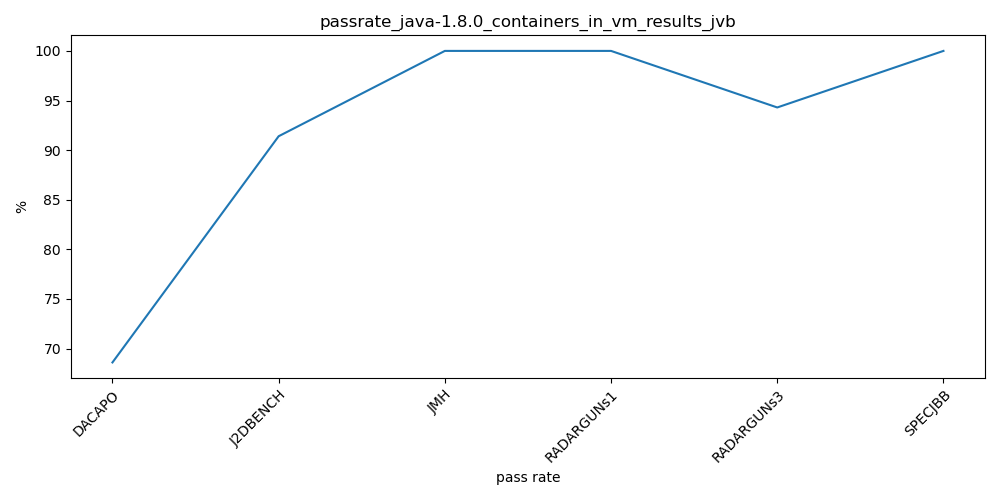 passrate_java-1.8.0_containers_in_vm_results_jvb
100
95
90
85
80
75
70
%
DACAPO
J2DBENCH
JMH
RADARGUNs1
RADARGUNs3
SPECJBB
pass rate